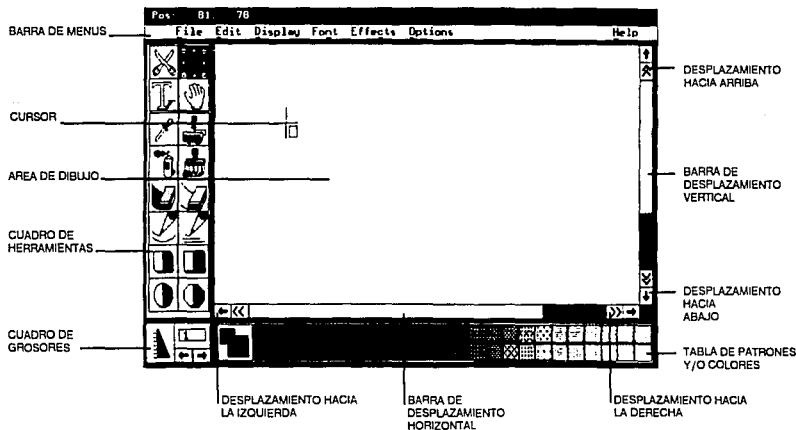 Pos: 81, 78
File Edit Display Font Effects Options Help
BARRA DE MENUS
CURSOR
AREA DE DIBUJO
CUADRO DE
HERRAMIENTAS
CUADRO DE
GROSORES
DESPLAZAMIENTO
HACIA ARRIBA
BARRA DE
DESPLAZAMIENTO
VERTICAL
DESPLAZAMIENTO
HACIA
ABAJO
TABLA DE PATRONES
Y/O COLORES
T
1
DESPLAZAMIENTO HACIA
LA IZQUIERDA
BARRA DE
DESPLAZAMIENTO
HORIZONTAL
DESPLAZAMIENTO HACIA
LA DERECHA